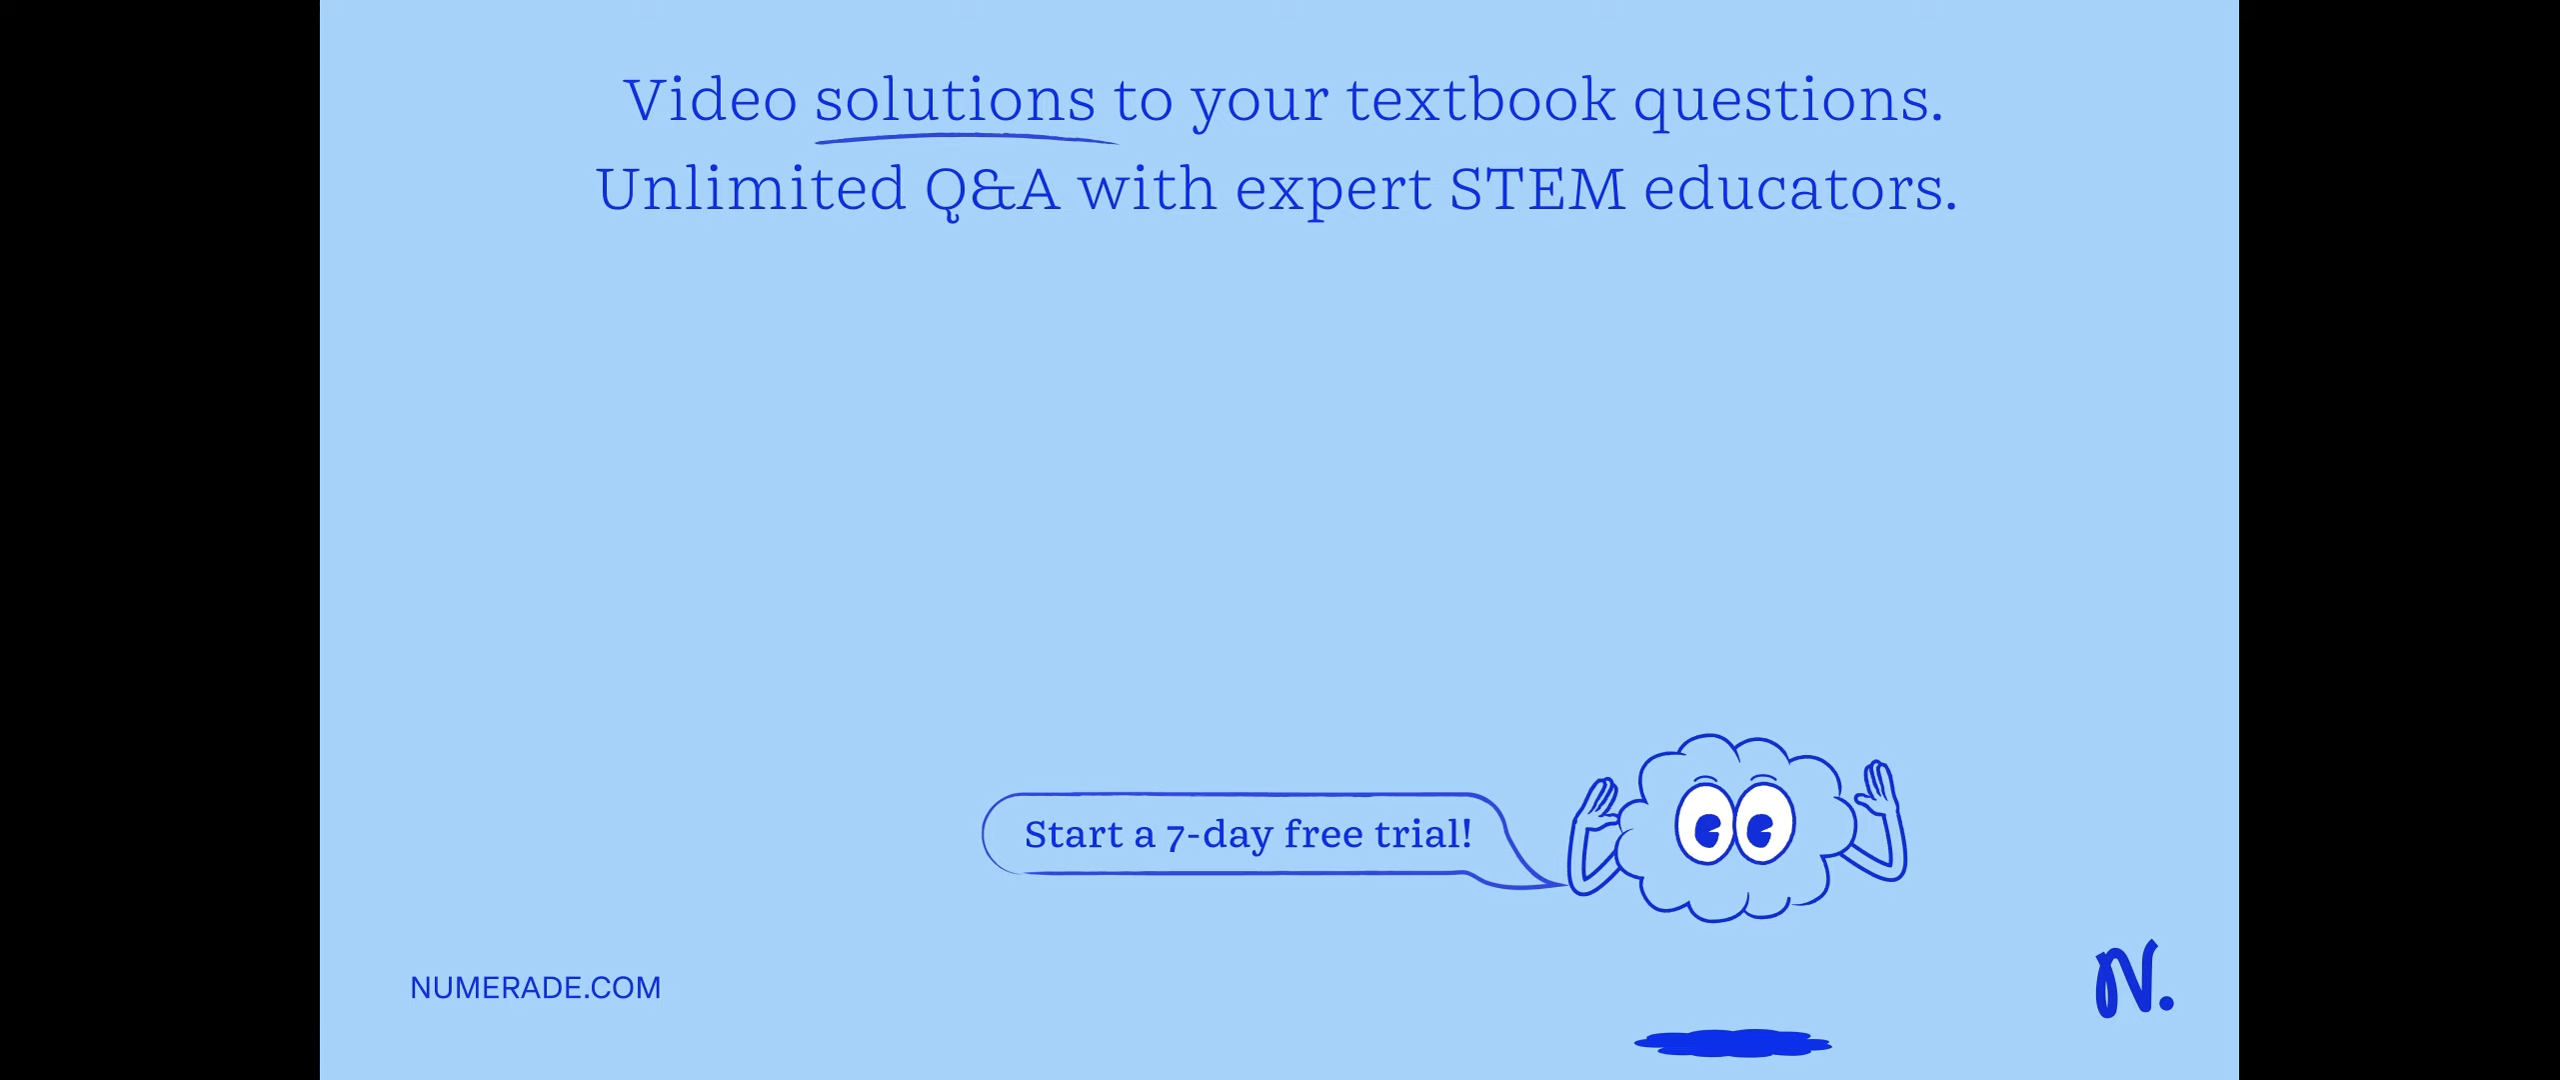 Video solutions to your textbook questions.
Unlimited Q&A with expert STEM educators.
Start a 7-day free trial!
NUMERADE.COM
N.